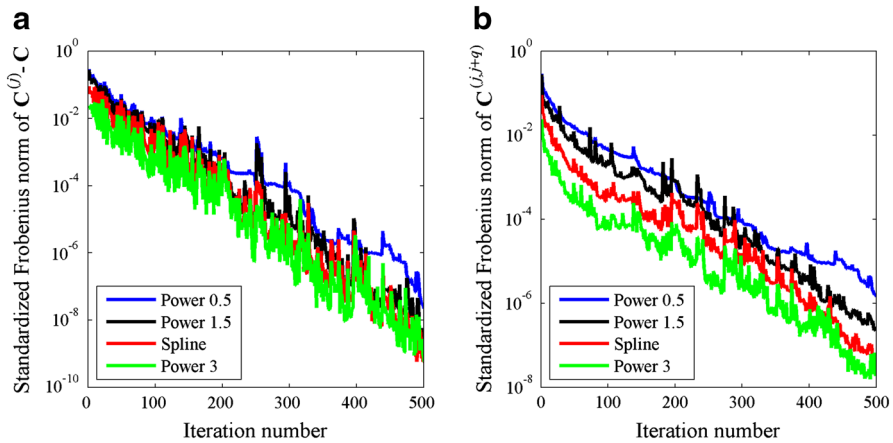 a
Standardized Frobenius norm of C^(j)-C
10^0
10^-2
10^-4
10^-6
10^-8
10^-10
Power 0.5
Power 1.5
Spline
Power 3
0 100 200 300 400 500
Iteration number
b
Standardized Frobenius norm of C^(j,j+q)
10^0
10^-2
10^-4
10^-6
10^-8
Power 0.5
Power 1.5
Spline
Power 3
0 100 200 300 400 500
Iteration number